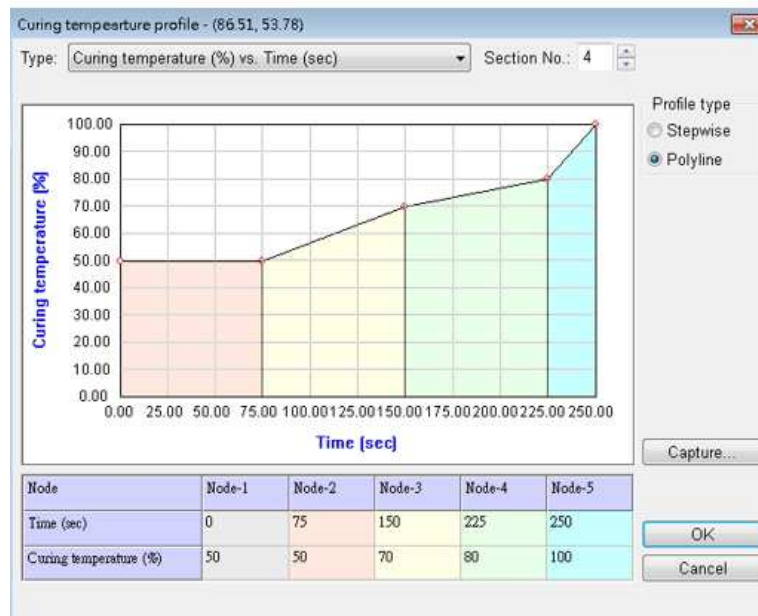 Curing tempearture profile - (86.51, 53.78)
Type: Curing temperature (%) vs. Time (sec) Section No.: 4
Profile type
Stepwise
Polyline
100.00
90.00
80.00
70.00
60.00
50.00
40.00
30.00
20.00
10.00
0.00
Curing temperature (%)
0.00 25.00 50.00 75.00 100.00 125.00 150.00 175.00 200.00 225.00 250.00
Time (sec)
Capture...
Node Node-1 Node-2 Node-3 Node-4 Node-5
Time (sec) 0 75 150 225 250
Curing temperature (%) 50 50 70 80 100
OK
Cancel